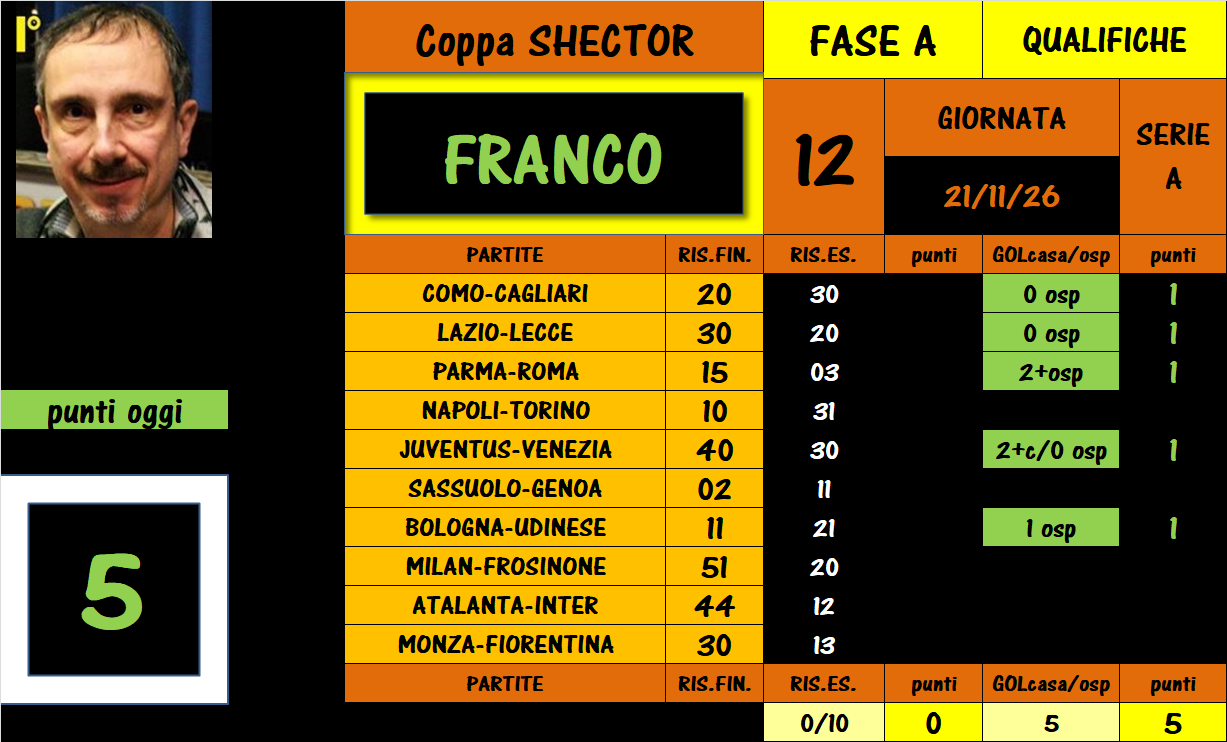 1°
Coppa SHECTOR
FASE A
QUALIFICHE
FRANCO
12
GIORNATA
21/11/26
SERIE
A
PARTITE RIS.FIN. RIS.ES. punti GOLcasa/osp punti
COMO-CAGLIARI 20 30 0 osp 1
LAZIO-LECCE 30 20 0 osp 1
PARMA-ROMA 15 03 2+osp 1
NAPOLI-TORINO 10 31
JUVENTUS-VENEZIA 40 30 2+c/0 osp 1
SASSUOLO-GENOA 02 11
BOLOGNA-UDINESE 11 21 1 osp 1
MILAN-FROSINONE 51 20
ATALANTA-INTER 44 12
MONZA-FIORENTINA 30 13
PARTITE RIS.FIN. RIS.ES. punti GOLcasa/osp punti
0/10 0 5 5
punti oggi
5